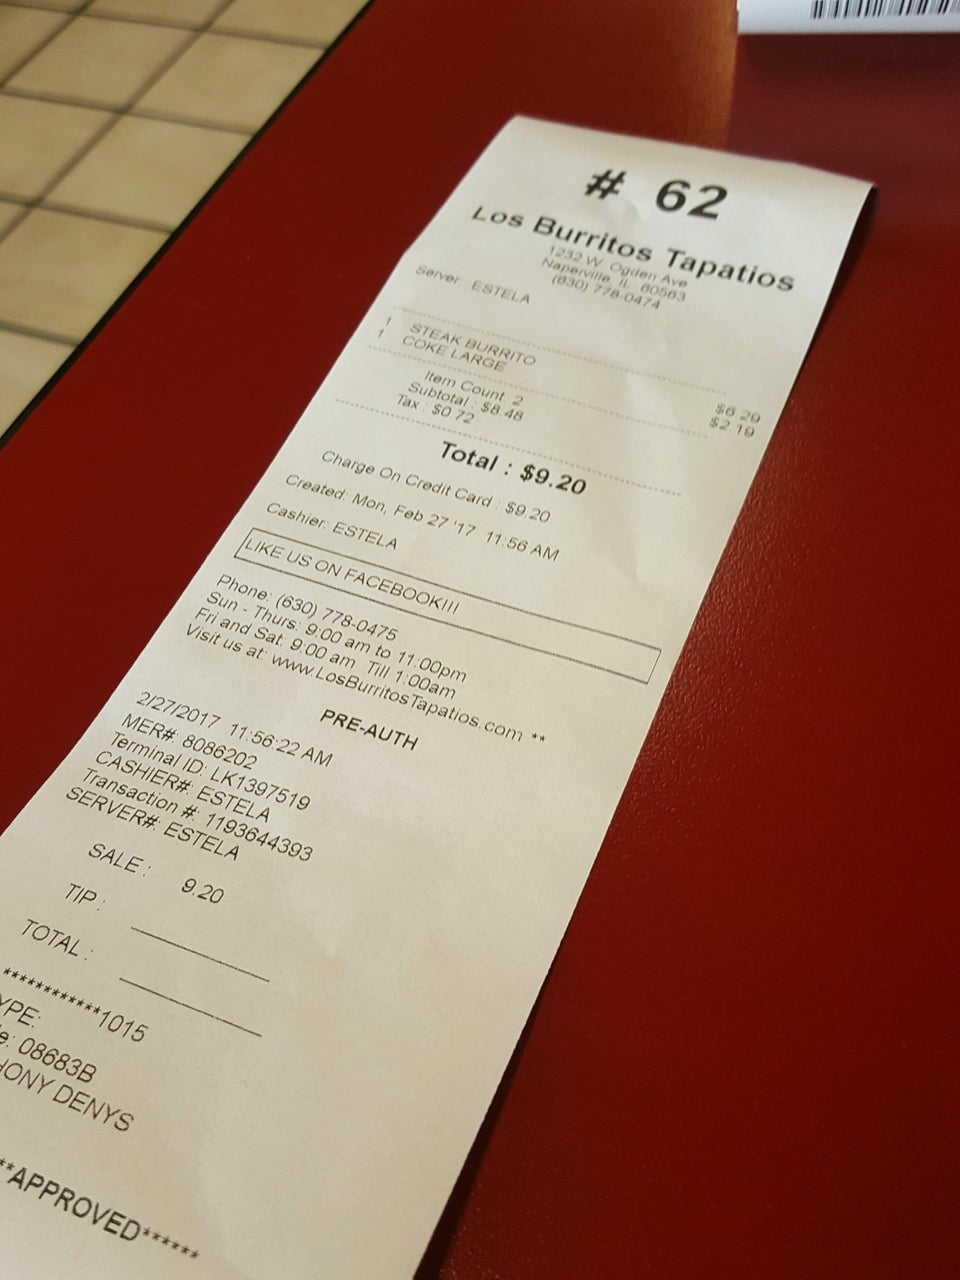 # 62
Los Burritos Tapatios
1232 W. Ogden Ave
Naperville, IL. 60563
(630) 778-0474
Server: ESTELA
1 STEAK BURRITO $6.29
1 COKE LARGE $2.19
Item Count: 2
Subtotal : $8.48
Tax : $0.72
Total : $9.20
Charge On Credit Card : $9.20
Created: Mon, Feb 27 '17 11:56 AM
Cashier: ESTELA
LIKE US ON FACEBOOK!!!
Phone: (630) 778-0475
Sun - Thurs: 9:00 am to 11:00pm
Fri and Sat: 9:00 am Till 1:00am
Visit us at: www.LosBurritosTapatios.com **
PRE-AUTH
2/27/2017 11:56:22 AM
MER#: 8086202
Terminal ID: LK1397519
CASHIER#: ESTELA
Transaction #: 1193644393
SERVER#: ESTELA
SALE : 9.20
TIP :
TOTAL :
************1015
YPE:
e: 08683B
HONY DENYS
**APPROVED******